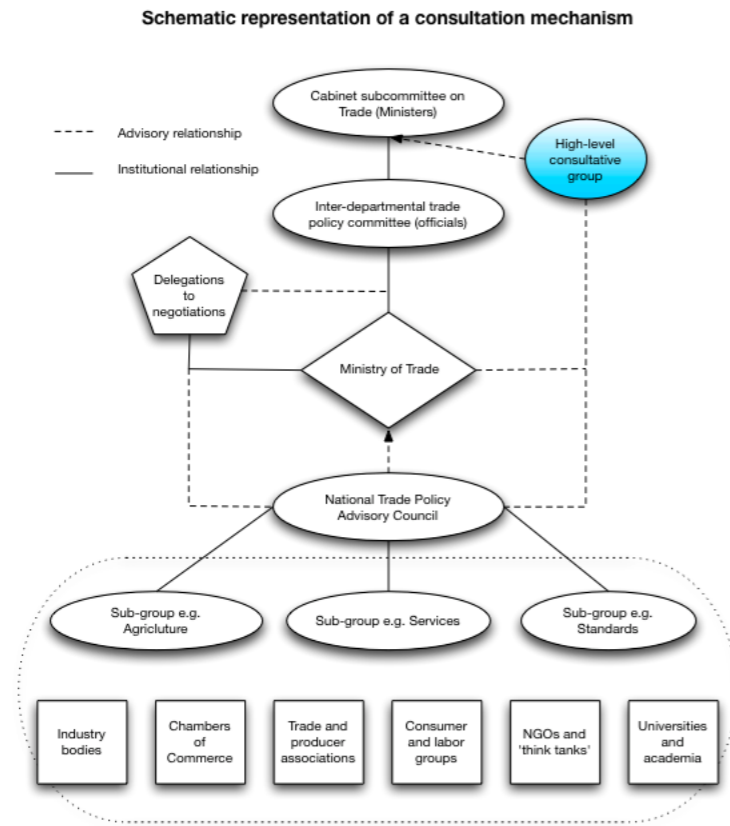 Schematic representation of a consultation mechanism
Cabinet subcommittee on
Trade (Ministers)
Advisory relationship
Institutional relationship
High-level
consultative
group
Inter-departmental trade
policy committee (officials)
Delegations
to
negotiations
Ministry of Trade
National Trade Policy
Advisory Council
Sub-group e.g.
Agricluture
Sub-group e.g. Services
Sub-group e.g.
Standards
Industry
bodies
Chambers
of
Commerce
Trade and
producer
associations
Consumer
and labor
groups
NGOs and
'think tanks'
Universities
and
academia